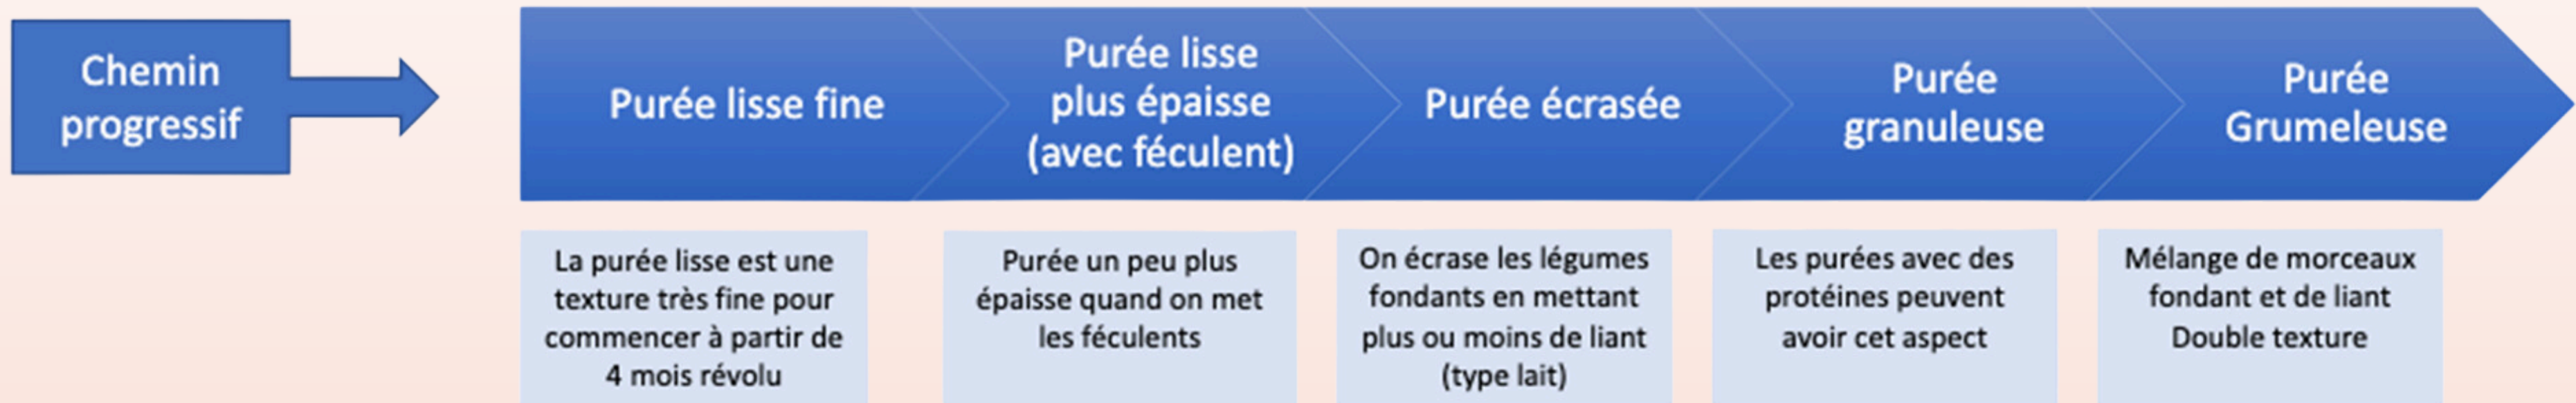 Chemin
progressif
Purée lisse fine
Purée lisse
plus épaisse
(avec féculent)
Purée écrasée
Purée
granuleuse
Purée
Grumeleuse
La purée lisse est une
texture très fine pour
commencer à partir de
4 mois révolu
Purée un peu plus
épaisse quand on met
les féculents
On écrase les légumes
fondants en mettant
plus ou moins de liant
(type lait)
Les purées avec des
protéines peuvent
avoir cet aspect
Mélange de morceaux
fondant et de liant
Double texture